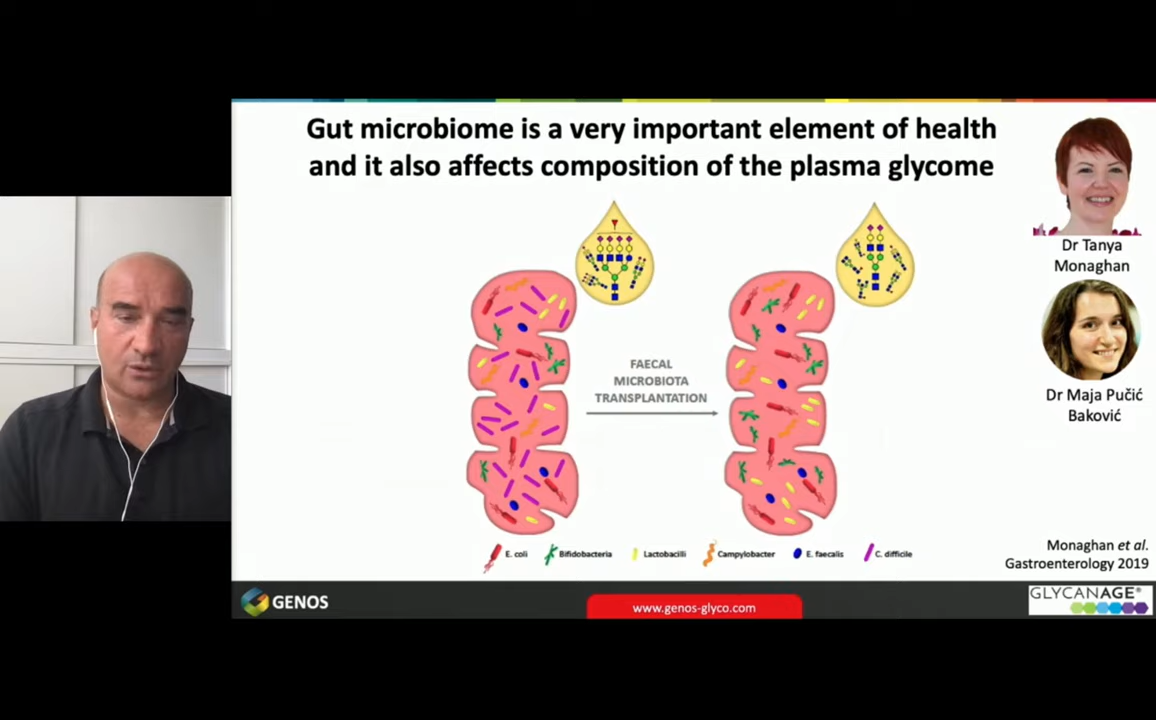 Gut microbiome is a very important element of health
and it also affects composition of the plasma glycome
Dr Tanya
Monaghan
Dr Maja Pučić
Baković
FAECAL
MICROBIOTA
TRANSPLANTATION
E. coli
Bifidobacteria
Lactobacilli
Campylobacter
E. faecalis
C. difficile
Monaghan et al.
Gastroenterology 2019
GENOS
www.genos-glyco.com
GLYCANAGE®